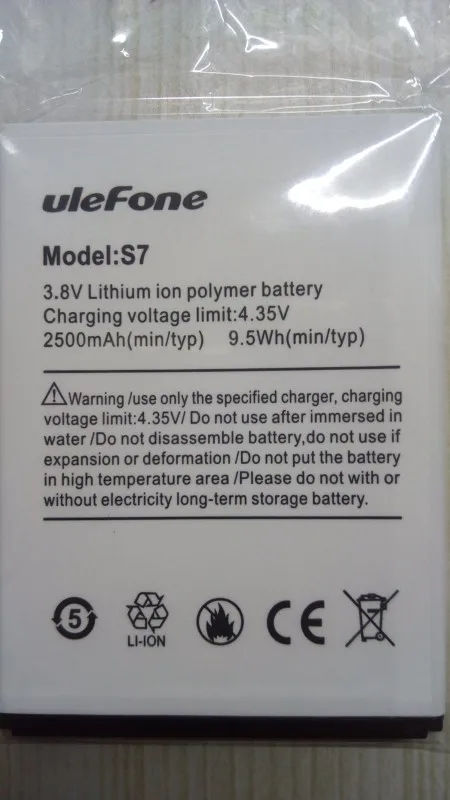 uleFone
Model:S7
3.8V Lithium ion polymer battery
Charging voltage limit:4.35V
2500mAh(min/typ) 9.5Wh(min/typ)
Warning /use only the specified charger, charging
voltage limit:4.35V/ Do not use after immersed in
water /Do not disassemble battery,do not use if
expansion or deformation /Do not put the battery
in high temperature area /Please do not with or
without electricity long-term storage battery.
5
LI-ION
CE